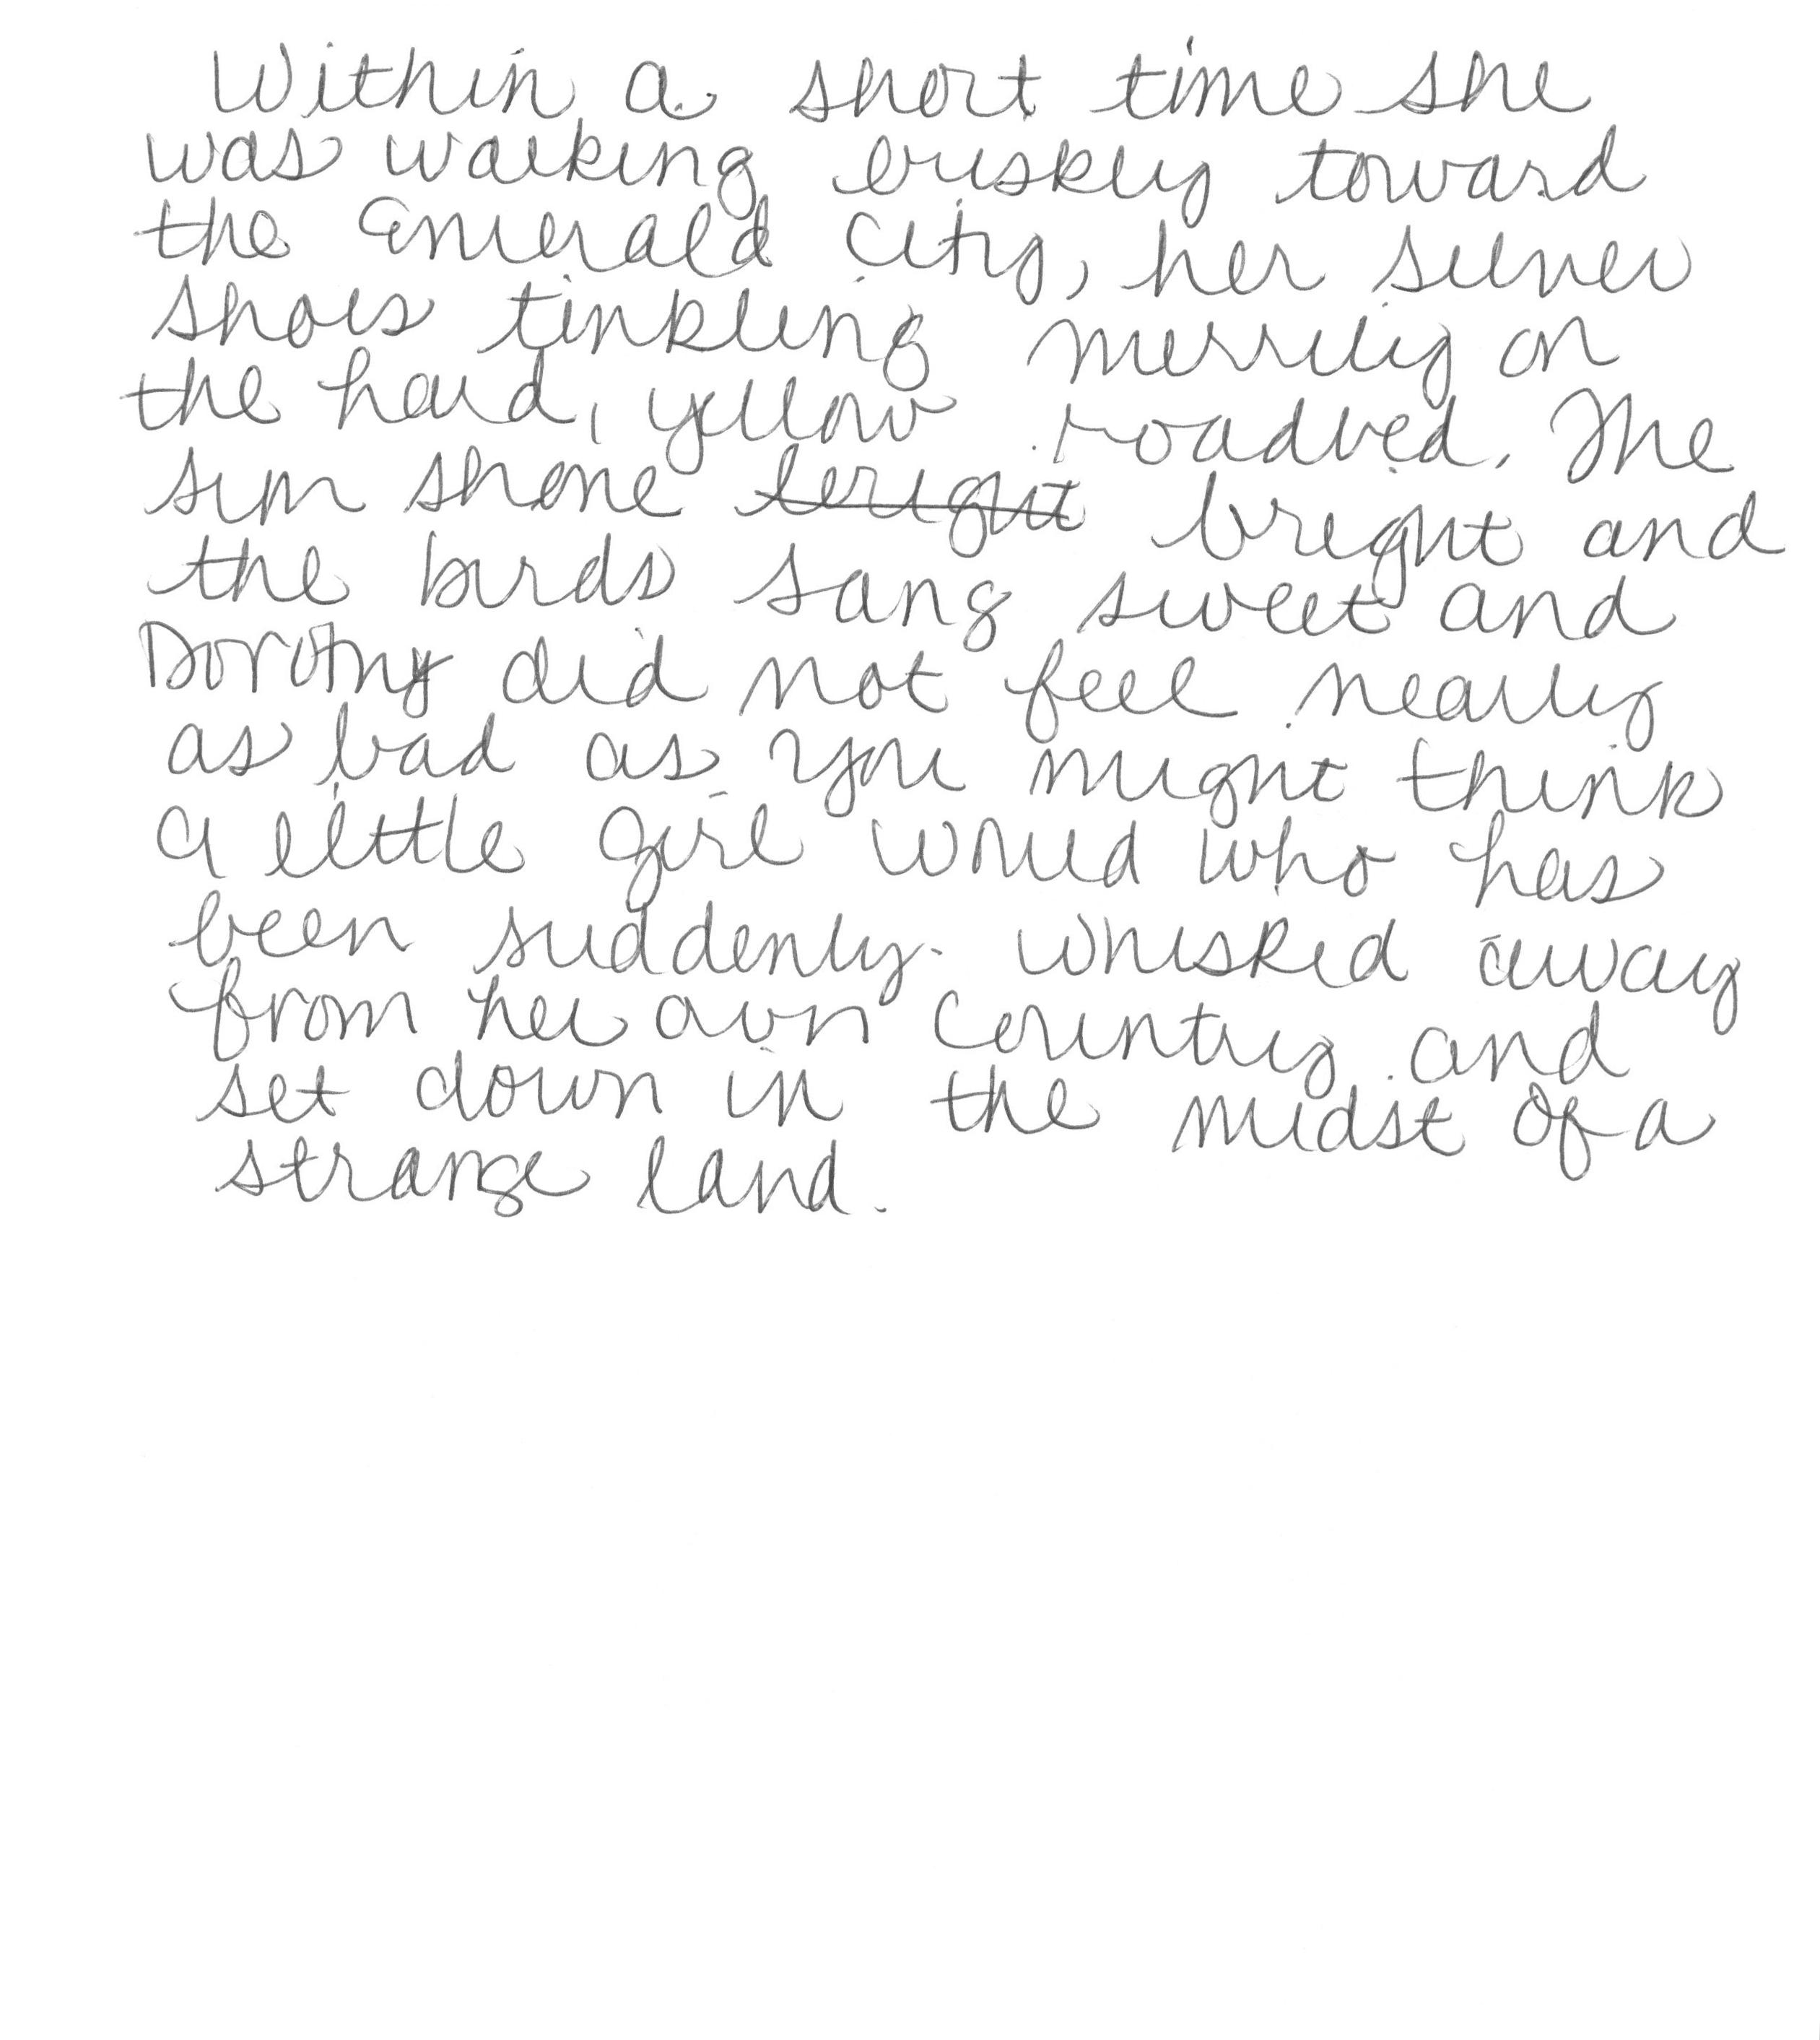 Within a short time she
was walking briskly toward
the Emerald City, her silver
shoes tinkling merrily on
the hard, yellow roadbed. The
sun shone bright bright and
the birds sang sweet and
Dorothy did not feel nearly
as bad as you might think
a little girl would who has
been suddenly whisked away
from her own country and
set down in the midst of a
strange land.